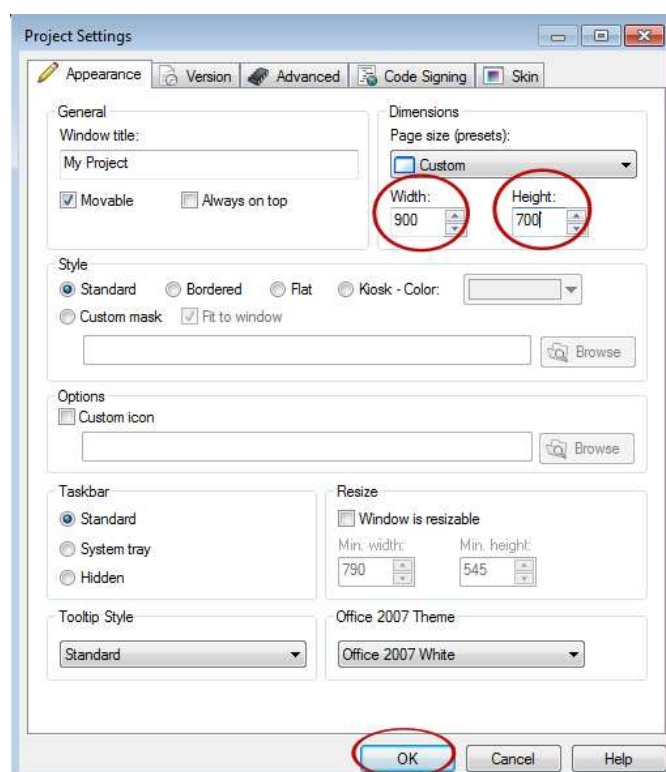 Project Settings
Appearance Version Advanced Code Signing Skin
General
Window title:
My Project
Movable Always on top
Dimensions
Page size (presets):
Custom
Width: Height:
900 700
Style
Standard Bordered Flat Kiosk - Color:
Custom mask Fit to window
Browse
Options
Custom icon
Browse
Taskbar
Standard
System tray
Hidden
Resize
Window is resizable
Min. width: Min. height:
790 545
Tooltip Style
Standard
Office 2007 Theme
Office 2007 White
OK Cancel Help